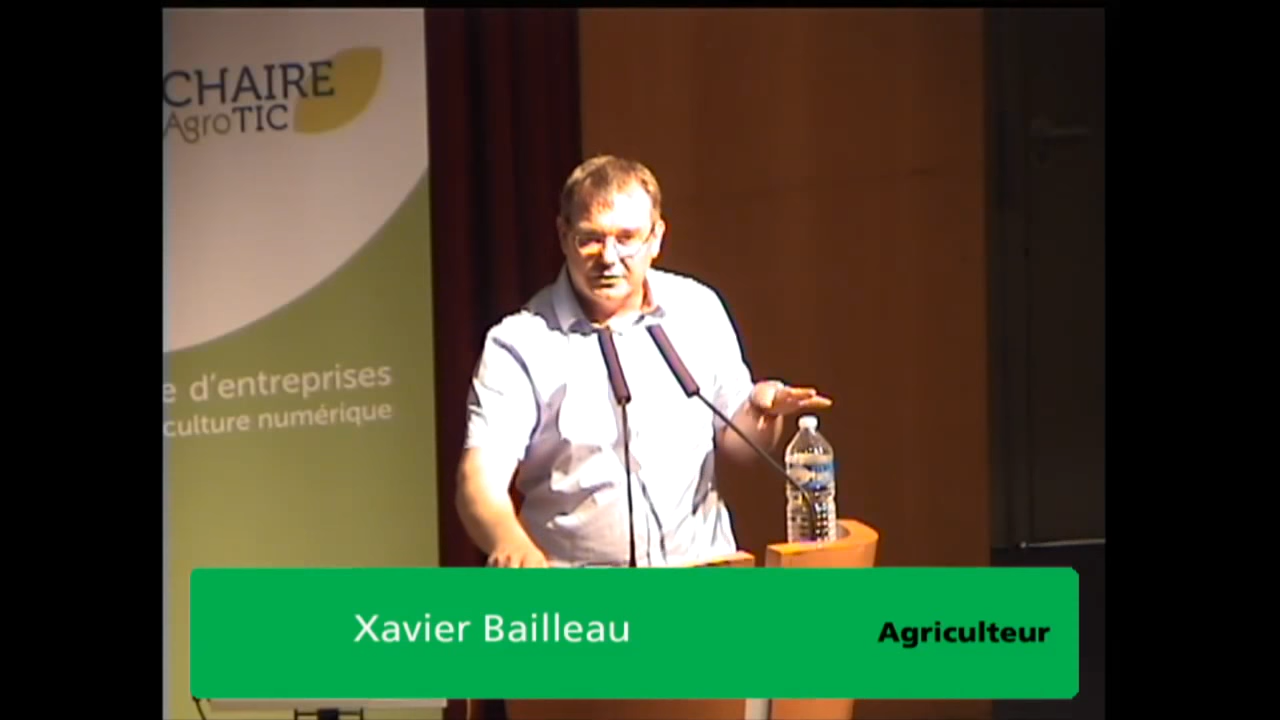 CHAIRE
AgroTIC
e d'entreprises
culture numérique
Xavier Bailleau
Agriculteur